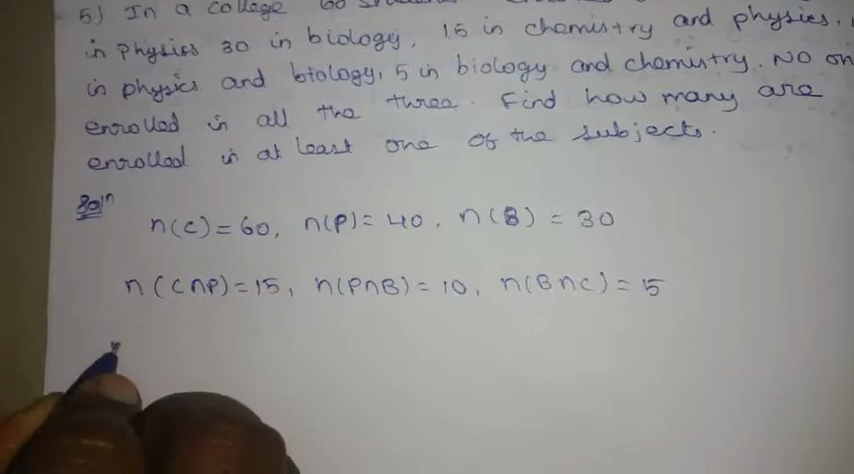 5) In a college 60
in physics 30 in biology, 15 in chemistry and physics,
in physics and biology, 5 in biology and chemistry. NO on
enrolled in all the three. Find how many are
enrolled in at least one of the subjects.
Soln
n(C) = 60, n(P) = 40, n(B) = 30
n(C∩P) = 15, n(P∩B) = 10, n(B∩C) = 5